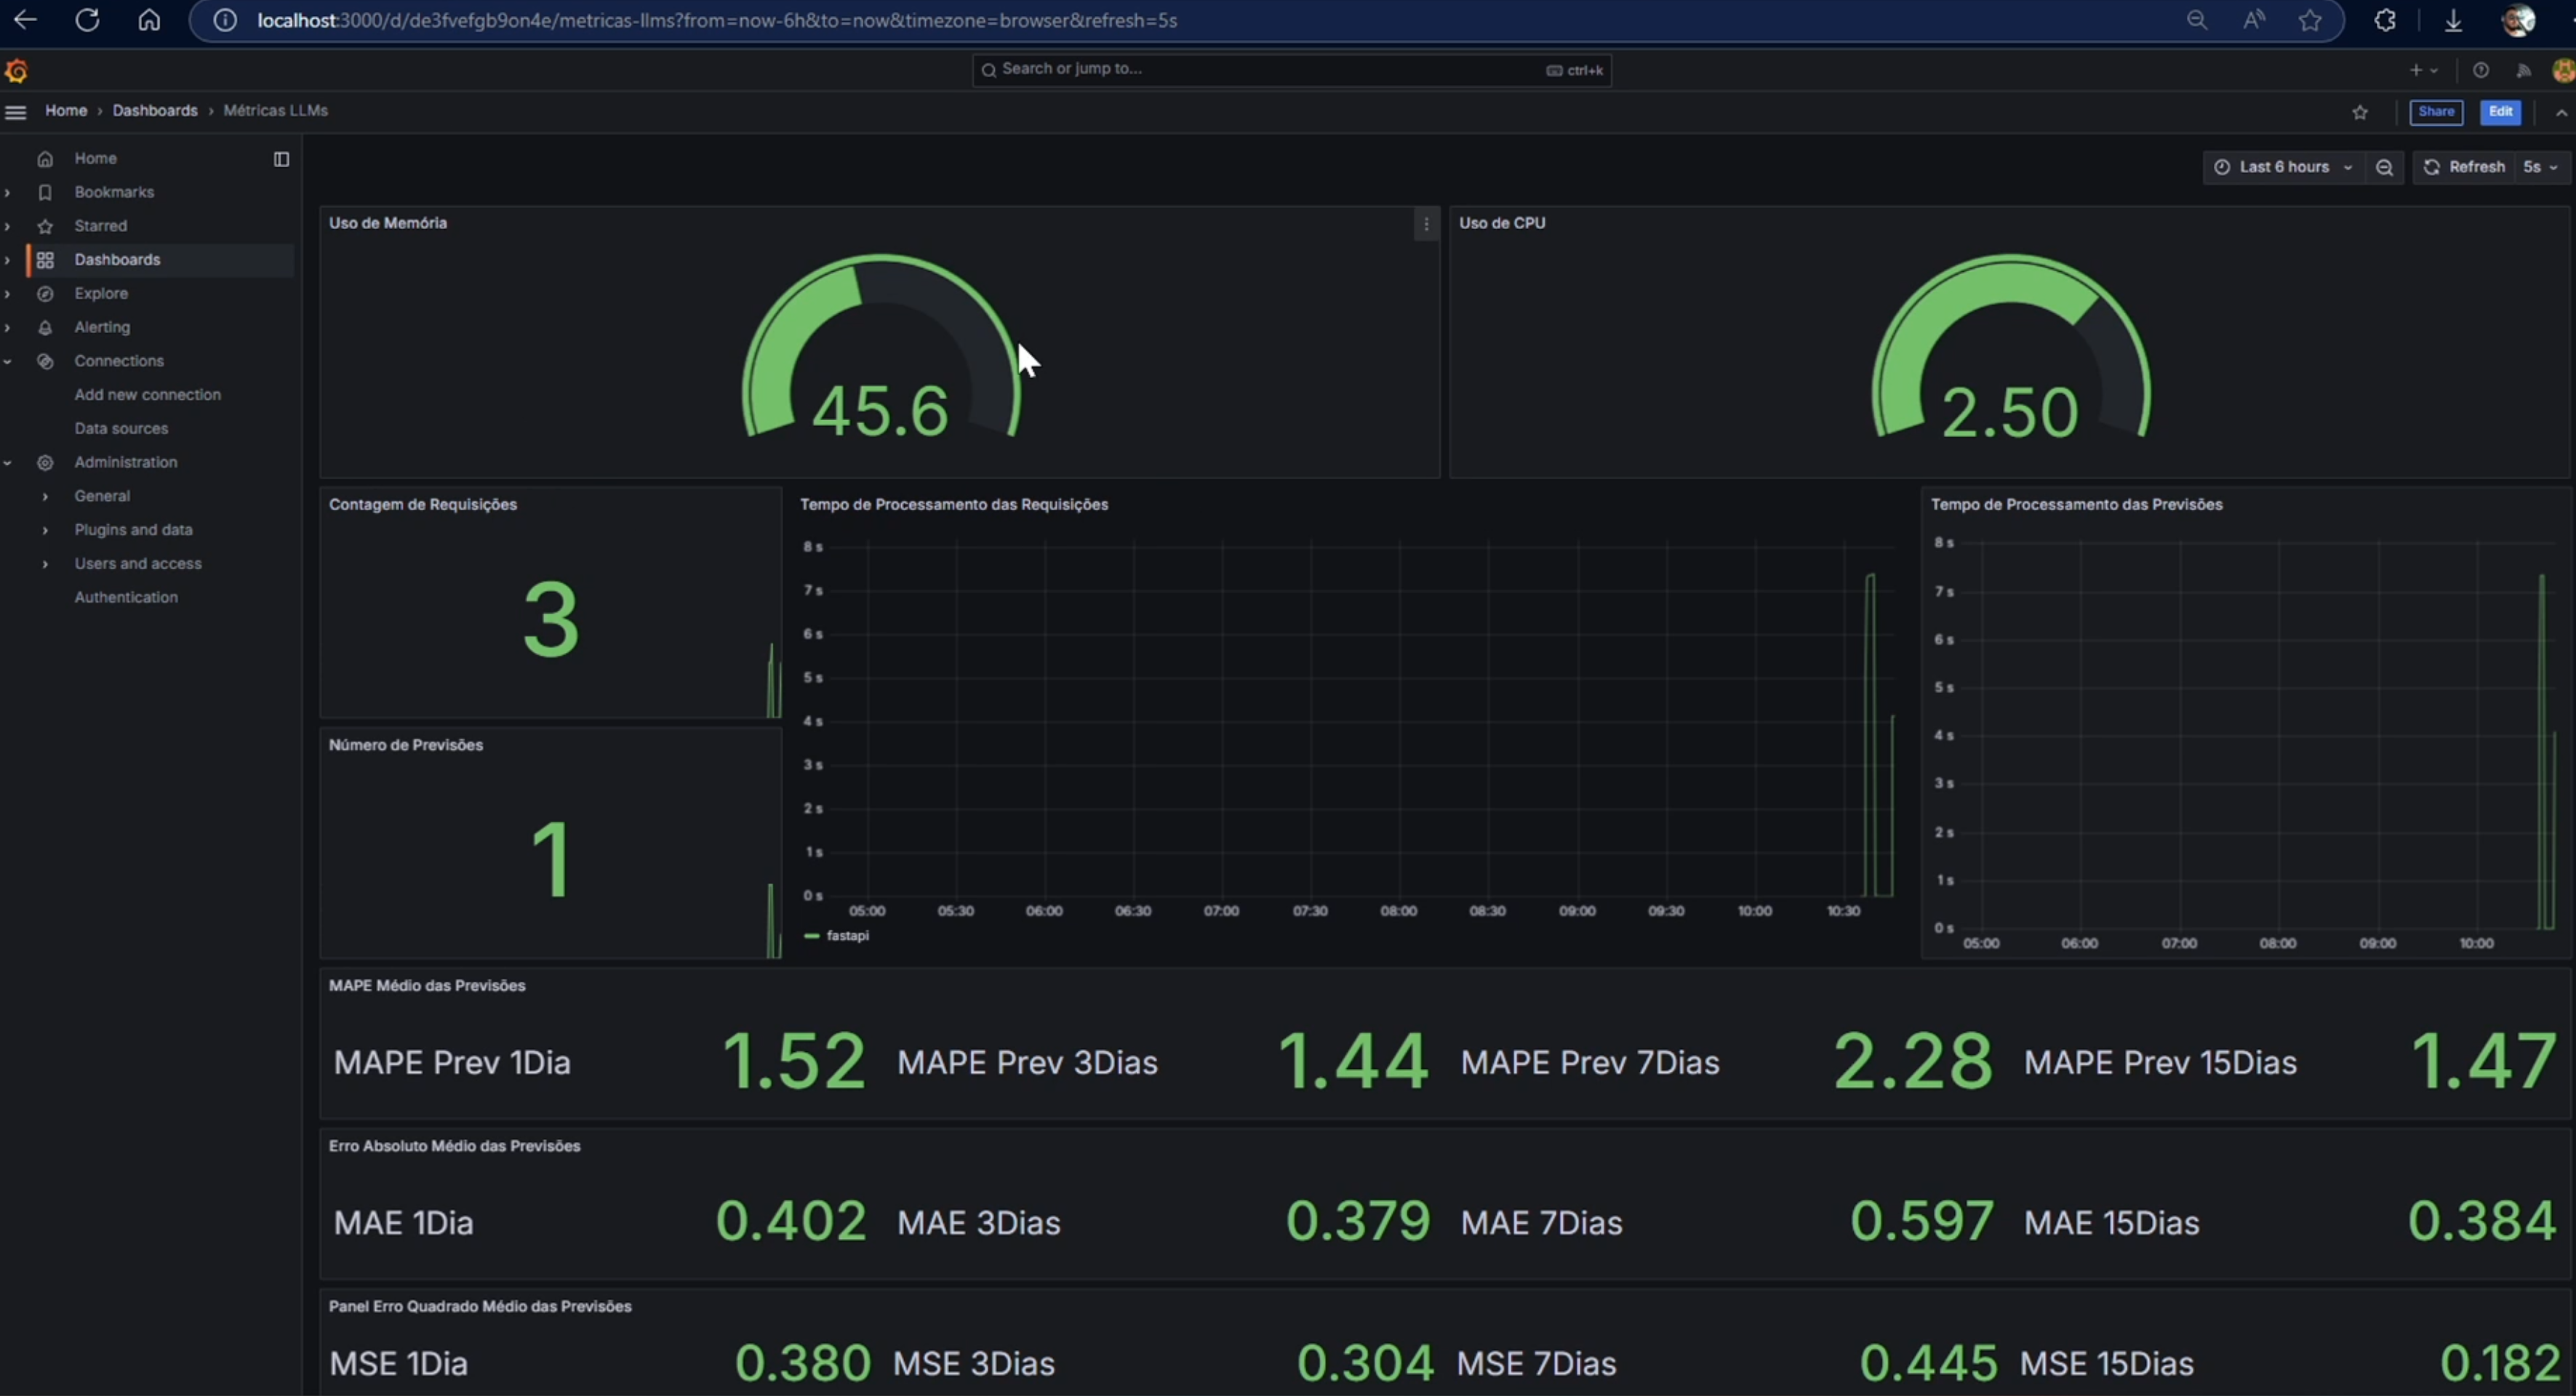 localhost:3000/d/de3fvefgb9on4e/metricas-llms?from=now-6h&to=now&timezone=browser&refresh=5s
Search or jump to...
ctrl+k
Home › Dashboards › Métricas LLMs
Share
Edit
Home
Bookmarks
Starred
Dashboards
Explore
Alerting
Connections
Add new connection
Data sources
Administration
General
Plugins and data
Users and access
Authentication
Last 6 hours
Refresh
5s
Uso de Memória
45.6
Uso de CPU
2.50
Contagem de Requisições
3
Número de Previsões
1
Tempo de Processamento das Requisições
8 s
7 s
6 s
5 s
4 s
3 s
2 s
1 s
0 s
05:00 05:30 06:00 06:30 07:00 07:30 08:00 08:30 09:00 09:30 10:00 10:30
fastapi
Tempo de Processamento das Previsões
8 s
7 s
6 s
5 s
4 s
3 s
2 s
1 s
0 s
05:00 06:00 07:00 08:00 09:00 10:00
MAPE Médio das Previsões
MAPE Prev 1Dia 1.52 MAPE Prev 3Dias 1.44 MAPE Prev 7Dias 2.28 MAPE Prev 15Dias 1.47
Erro Absoluto Médio das Previsões
MAE 1Dia 0.402 MAE 3Dias 0.379 MAE 7Dias 0.597 MAE 15Dias 0.384
Panel Erro Quadrado Médio das Previsões
MSE 1Dia 0.380 MSE 3Dias 0.304 MSE 7Dias 0.445 MSE 15Dias 0.182